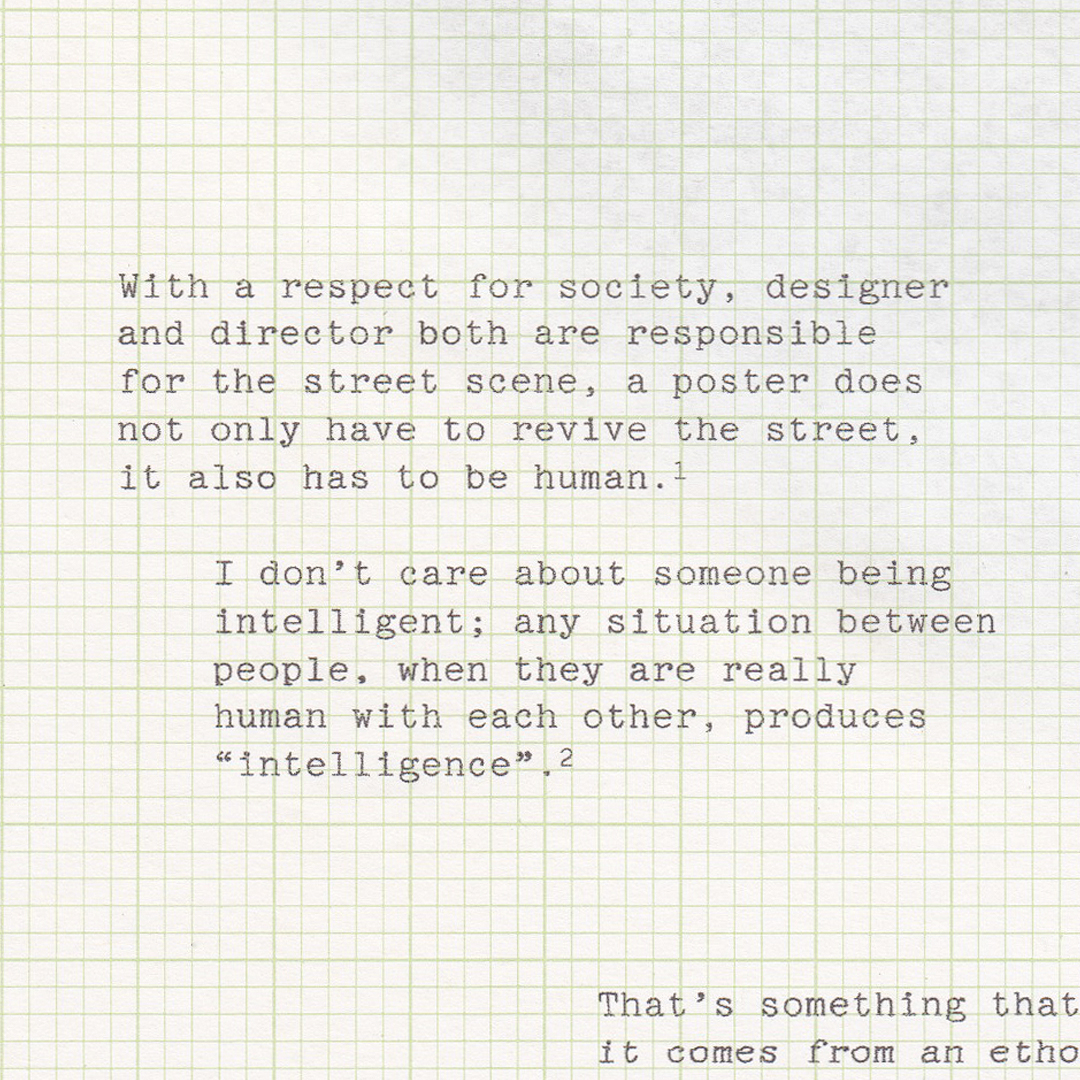 With a respect for society, designer
and director both are responsible
for the street scene, a poster does
not only have to revive the street,
it also has to be human.¹
I don’t care about someone being
intelligent; any situation between
people, when they are really
human with each other, produces
“intelligence”.²
That’s something that
it comes from an